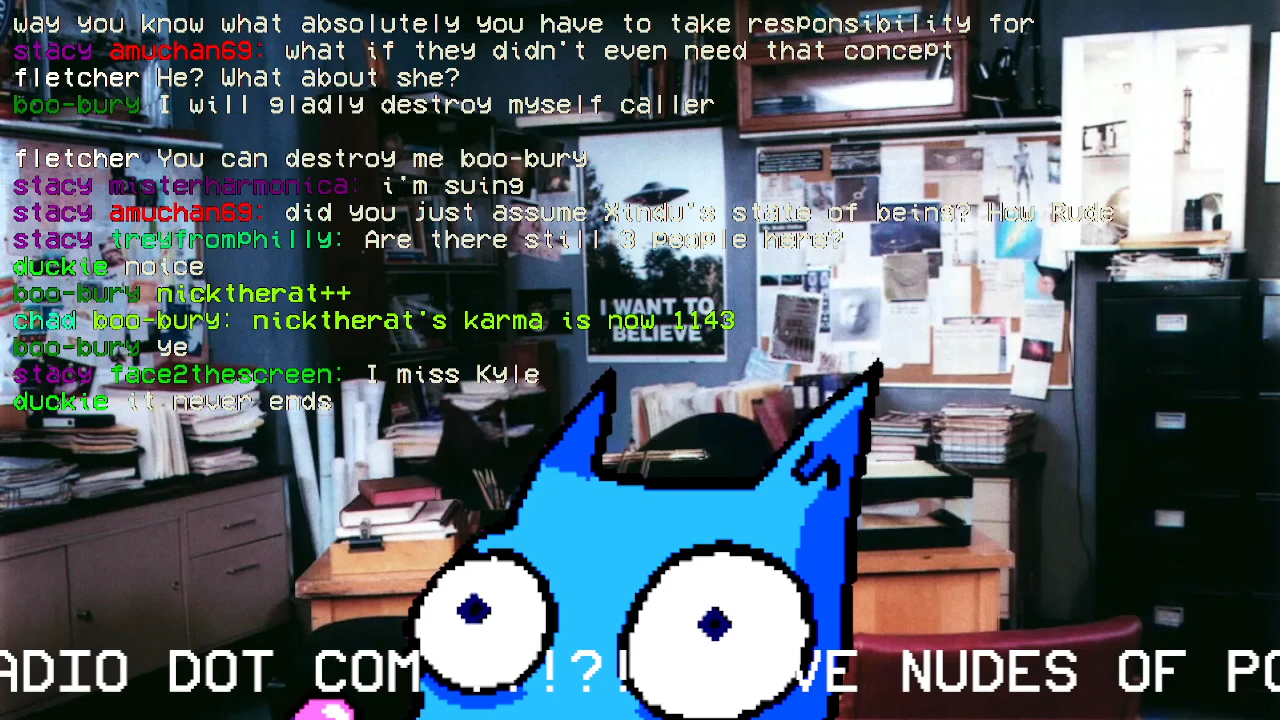 way you know what absolutely you have to take responsibility for
stacy amuchan69: what if they didn't even need that concept
fletcher He? What about she?
boo-bury I will gladly destroy myself caller
fletcher You can destroy me boo-bury
stacy misterharmonica: i'm suing
stacy amuchan69: did you just assume Xindu's state of being? How Rude
stacy treyfromphilly: Are there still 3 people here?
duckie noice
boo-bury nicktherat++
chad boo-bury: nicktherat's karma is now 1143
boo-bury ye
stacy face2thescreen: I miss Kyle
duckie it never ends
I WANT TO
BELIEVE
ADIO DOT COM !?! VE NUDES OF PO